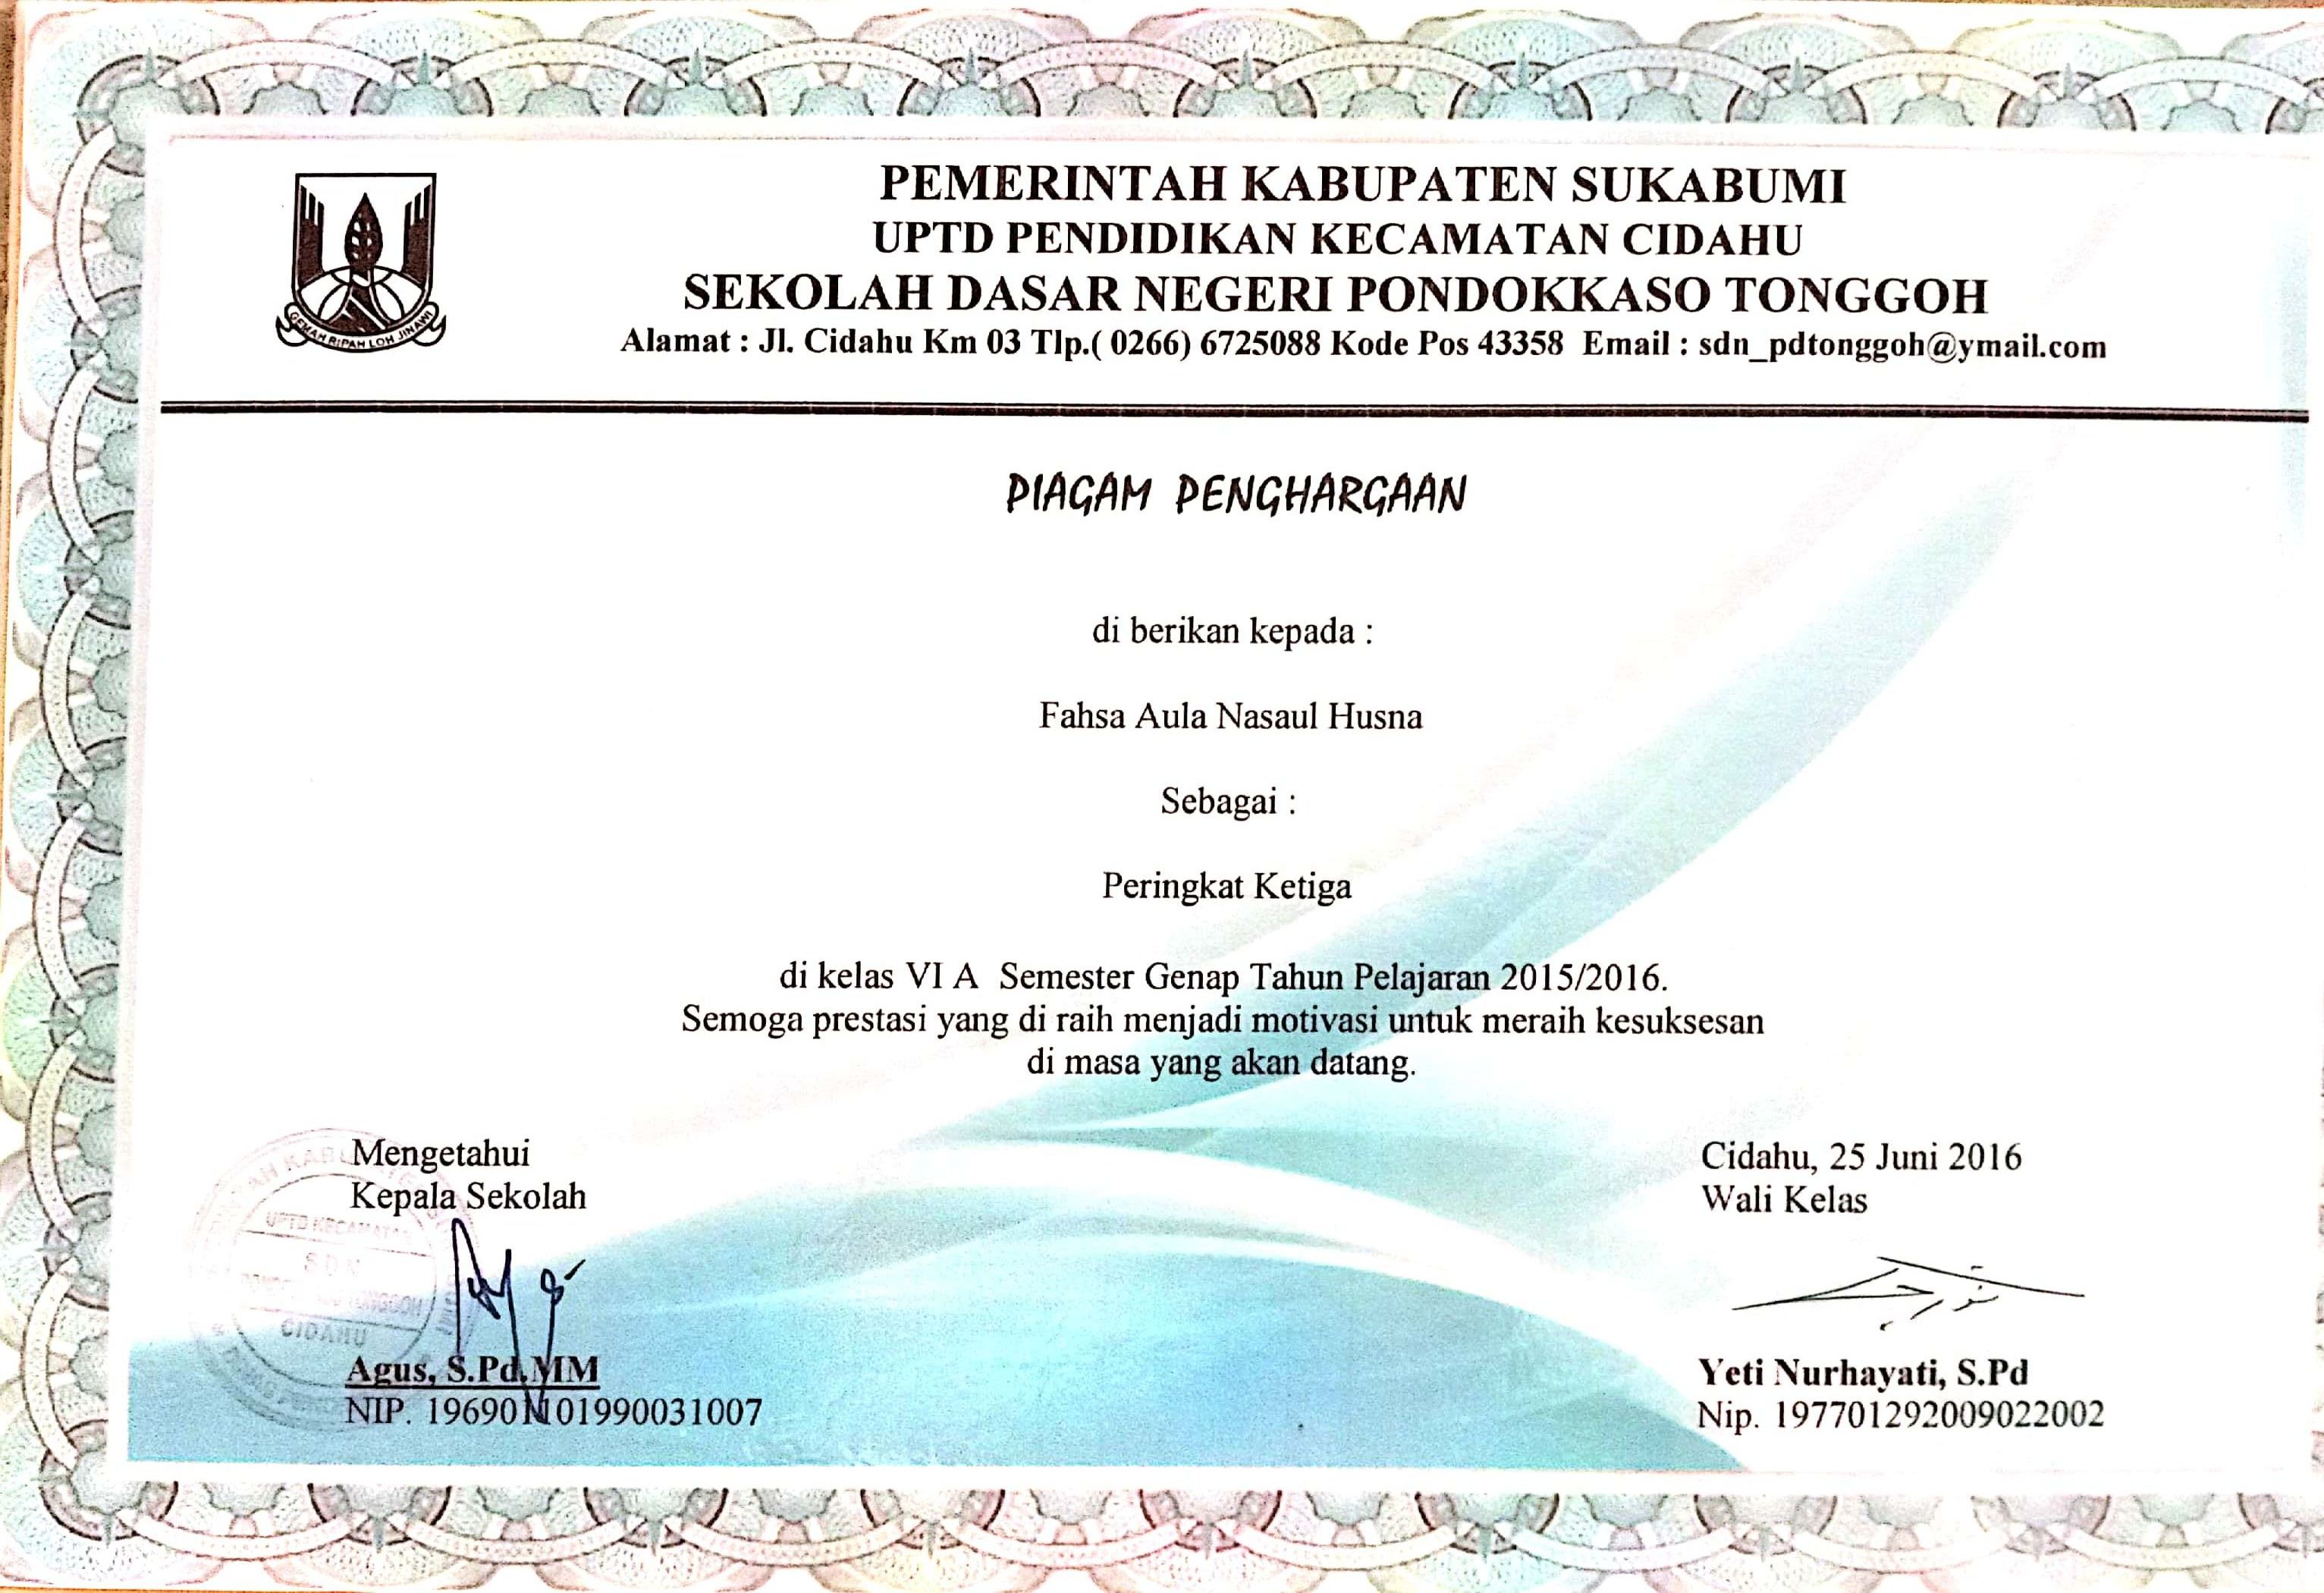 PEMERINTAH KABUPATEN SUKABUMI
UPTD PENDIDIKAN KECAMATAN CIDAHU
SEKOLAH DASAR NEGERI PONDOKKASO TONGGOH
Alamat : Jl. Cidahu Km 03 Tlp.( 0266) 6725088 Kode Pos 43358 Email : sdn_pdtonggoh@ymail.com
GEMAH RIPAH LOH JINAWI
PIAGAM PENGHARGAAN
di berikan kepada :
Fahsa Aula Nasaul Husna
Sebagai :
Peringkat Ketiga
di kelas VI A Semester Genap Tahun Pelajaran 2015/2016.
Semoga prestasi yang di raih menjadi motivasi untuk meraih kesuksesan
di masa yang akan datang.
Mengetahui
Kepala Sekolah
UPTD KECAMATAN
SDN
TONGGOH
CIDAHU
Agus, S.Pd.MM
NIP. 196901101990031007
Cidahu, 25 Juni 2016
Wali Kelas
Yeti Nurhayati, S.Pd
Nip. 197701292009022002